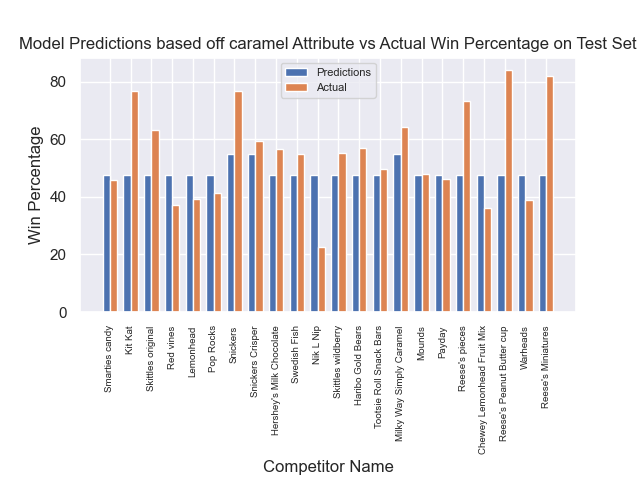 Model Predictions based off caramel Attribute vs Actual Win Percentage on Test Set
Predictions
Actual
Win Percentage
80
60
40
20
0
Smarties candy
Kit Kat
Skittles original
Red vines
Lemonhead
Pop Rocks
Snickers
Snickers Crisper
Hershey's Milk Chocolate
Swedish Fish
Nik L Nip
Skittles wildberry
Haribo Gold Bears
Tootsie Roll Snack Bars
Milky Way Simply Caramel
Mounds
Payday
Reese's pieces
Chewey Lemonhead Fruit Mix
Reese's Peanut Butter cup
Warheads
Reese's Miniatures
Competitor Name